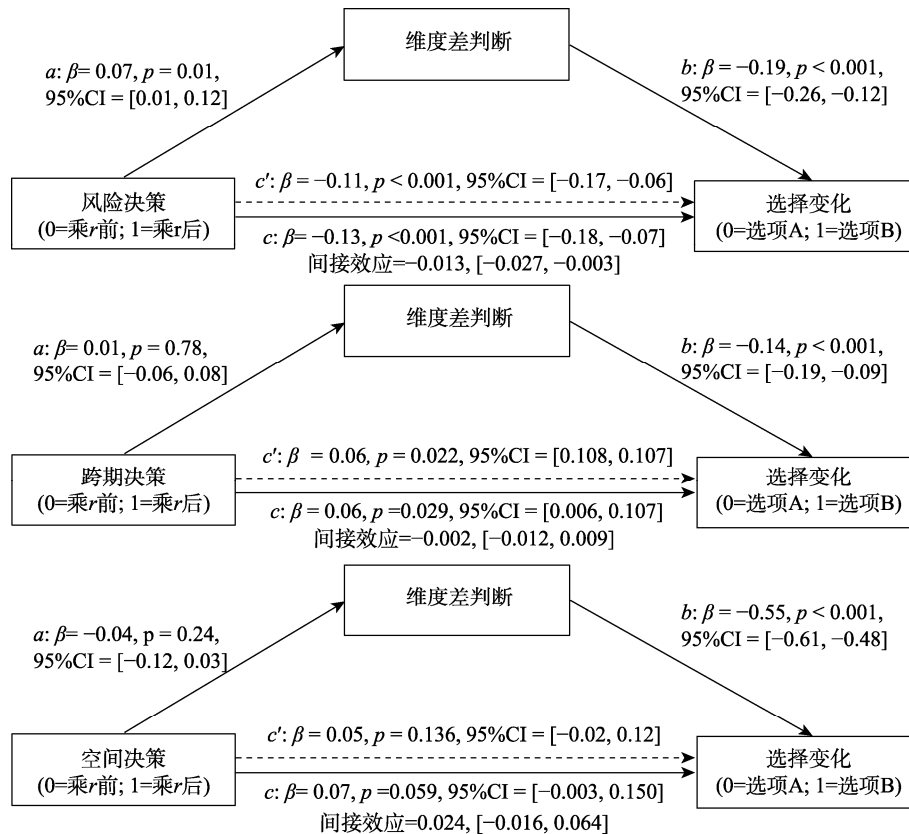 维度差判断
a: β= 0.07, p = 0.01,
95%CI = [0.01, 0.12]
b: β = −0.19, p < 0.001,
95%CI = [−0.26, −0.12]
风险决策
(0=乘r前; 1=乘r后)
c′: β = −0.11, p < 0.001, 95%CI = [−0.17, −0.06]
c: β= −0.13, p <0.001, 95%CI = [−0.18, −0.07]
间接效应=−0.013, [−0.027, −0.003]
选择变化
(0=选项A; 1=选项B)
维度差判断
a: β= 0.01, p = 0.78,
95%CI = [−0.06, 0.08]
b: β = −0.14, p < 0.001,
95%CI = [−0.19, −0.09]
跨期决策
(0=乘r前; 1=乘r后)
c′: β = 0.06, p = 0.022, 95%CI = [0.108, 0.107]
c: β = 0.06, p =0.029, 95%CI = [0.006, 0.107]
间接效应=−0.002, [−0.012, 0.009]
选择变化
(0=选项A; 1=选项B)
维度差判断
a: β= −0.04, p = 0.24,
95%CI = [−0.12, 0.03]
b: β = −0.55, p < 0.001,
95%CI = [−0.61, −0.48]
空间决策
(0=乘r前; 1=乘r后)
c′: β = 0.05, p = 0.136, 95%CI = [−0.02, 0.12]
c: β= 0.07, p =0.059, 95%CI = [−0.003, 0.150]
间接效应=0.024, [−0.016, 0.064]
选择变化
(0=选项A; 1=选项B)